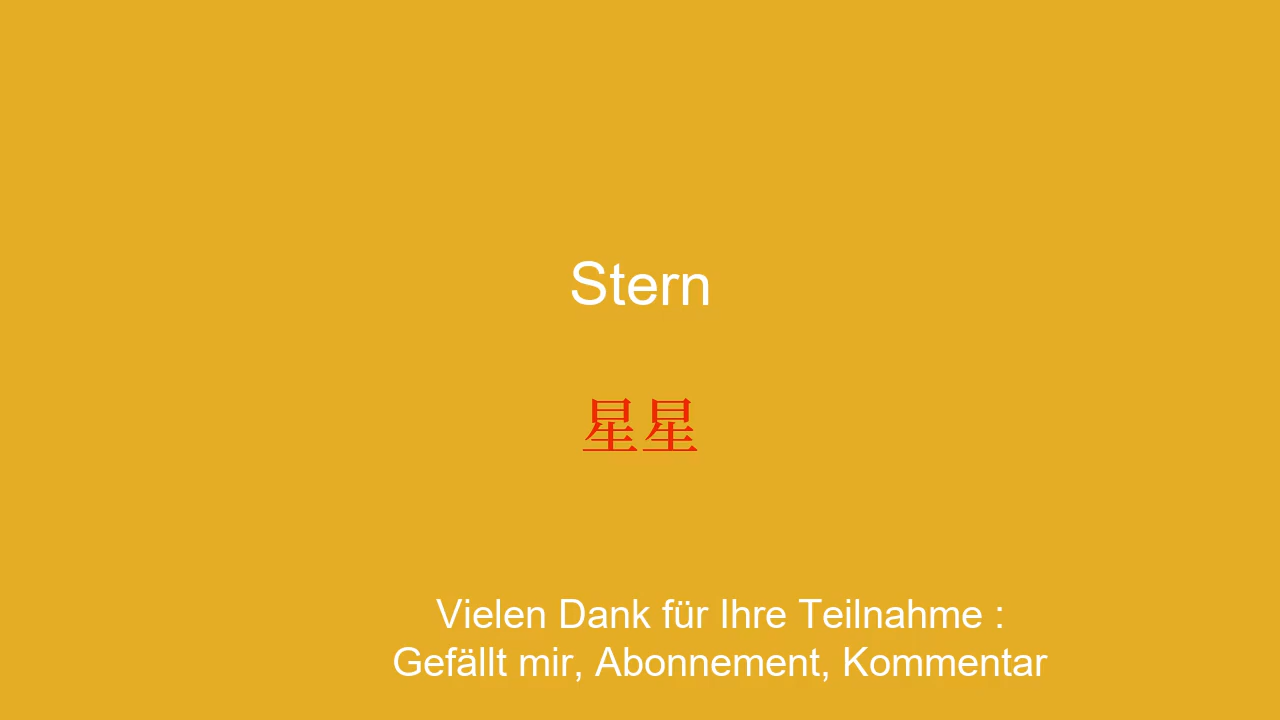 Stern
星星
Vielen Dank für Ihre Teilnahme :
Gefällt mir, Abonnement, Kommentar